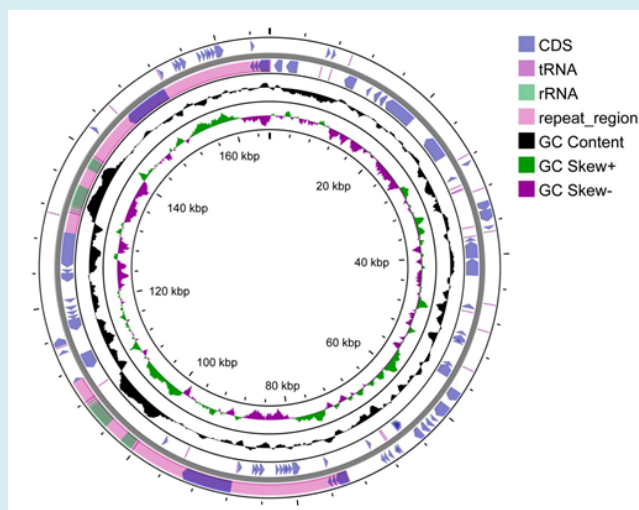 CDS
tRNA
rRNA
repeat_region
GC Content
GC Skew+
GC Skew-
160 kbp
20 kbp
140 kbp
40 kbp
120 kbp
60 kbp
100 kbp
80 kbp